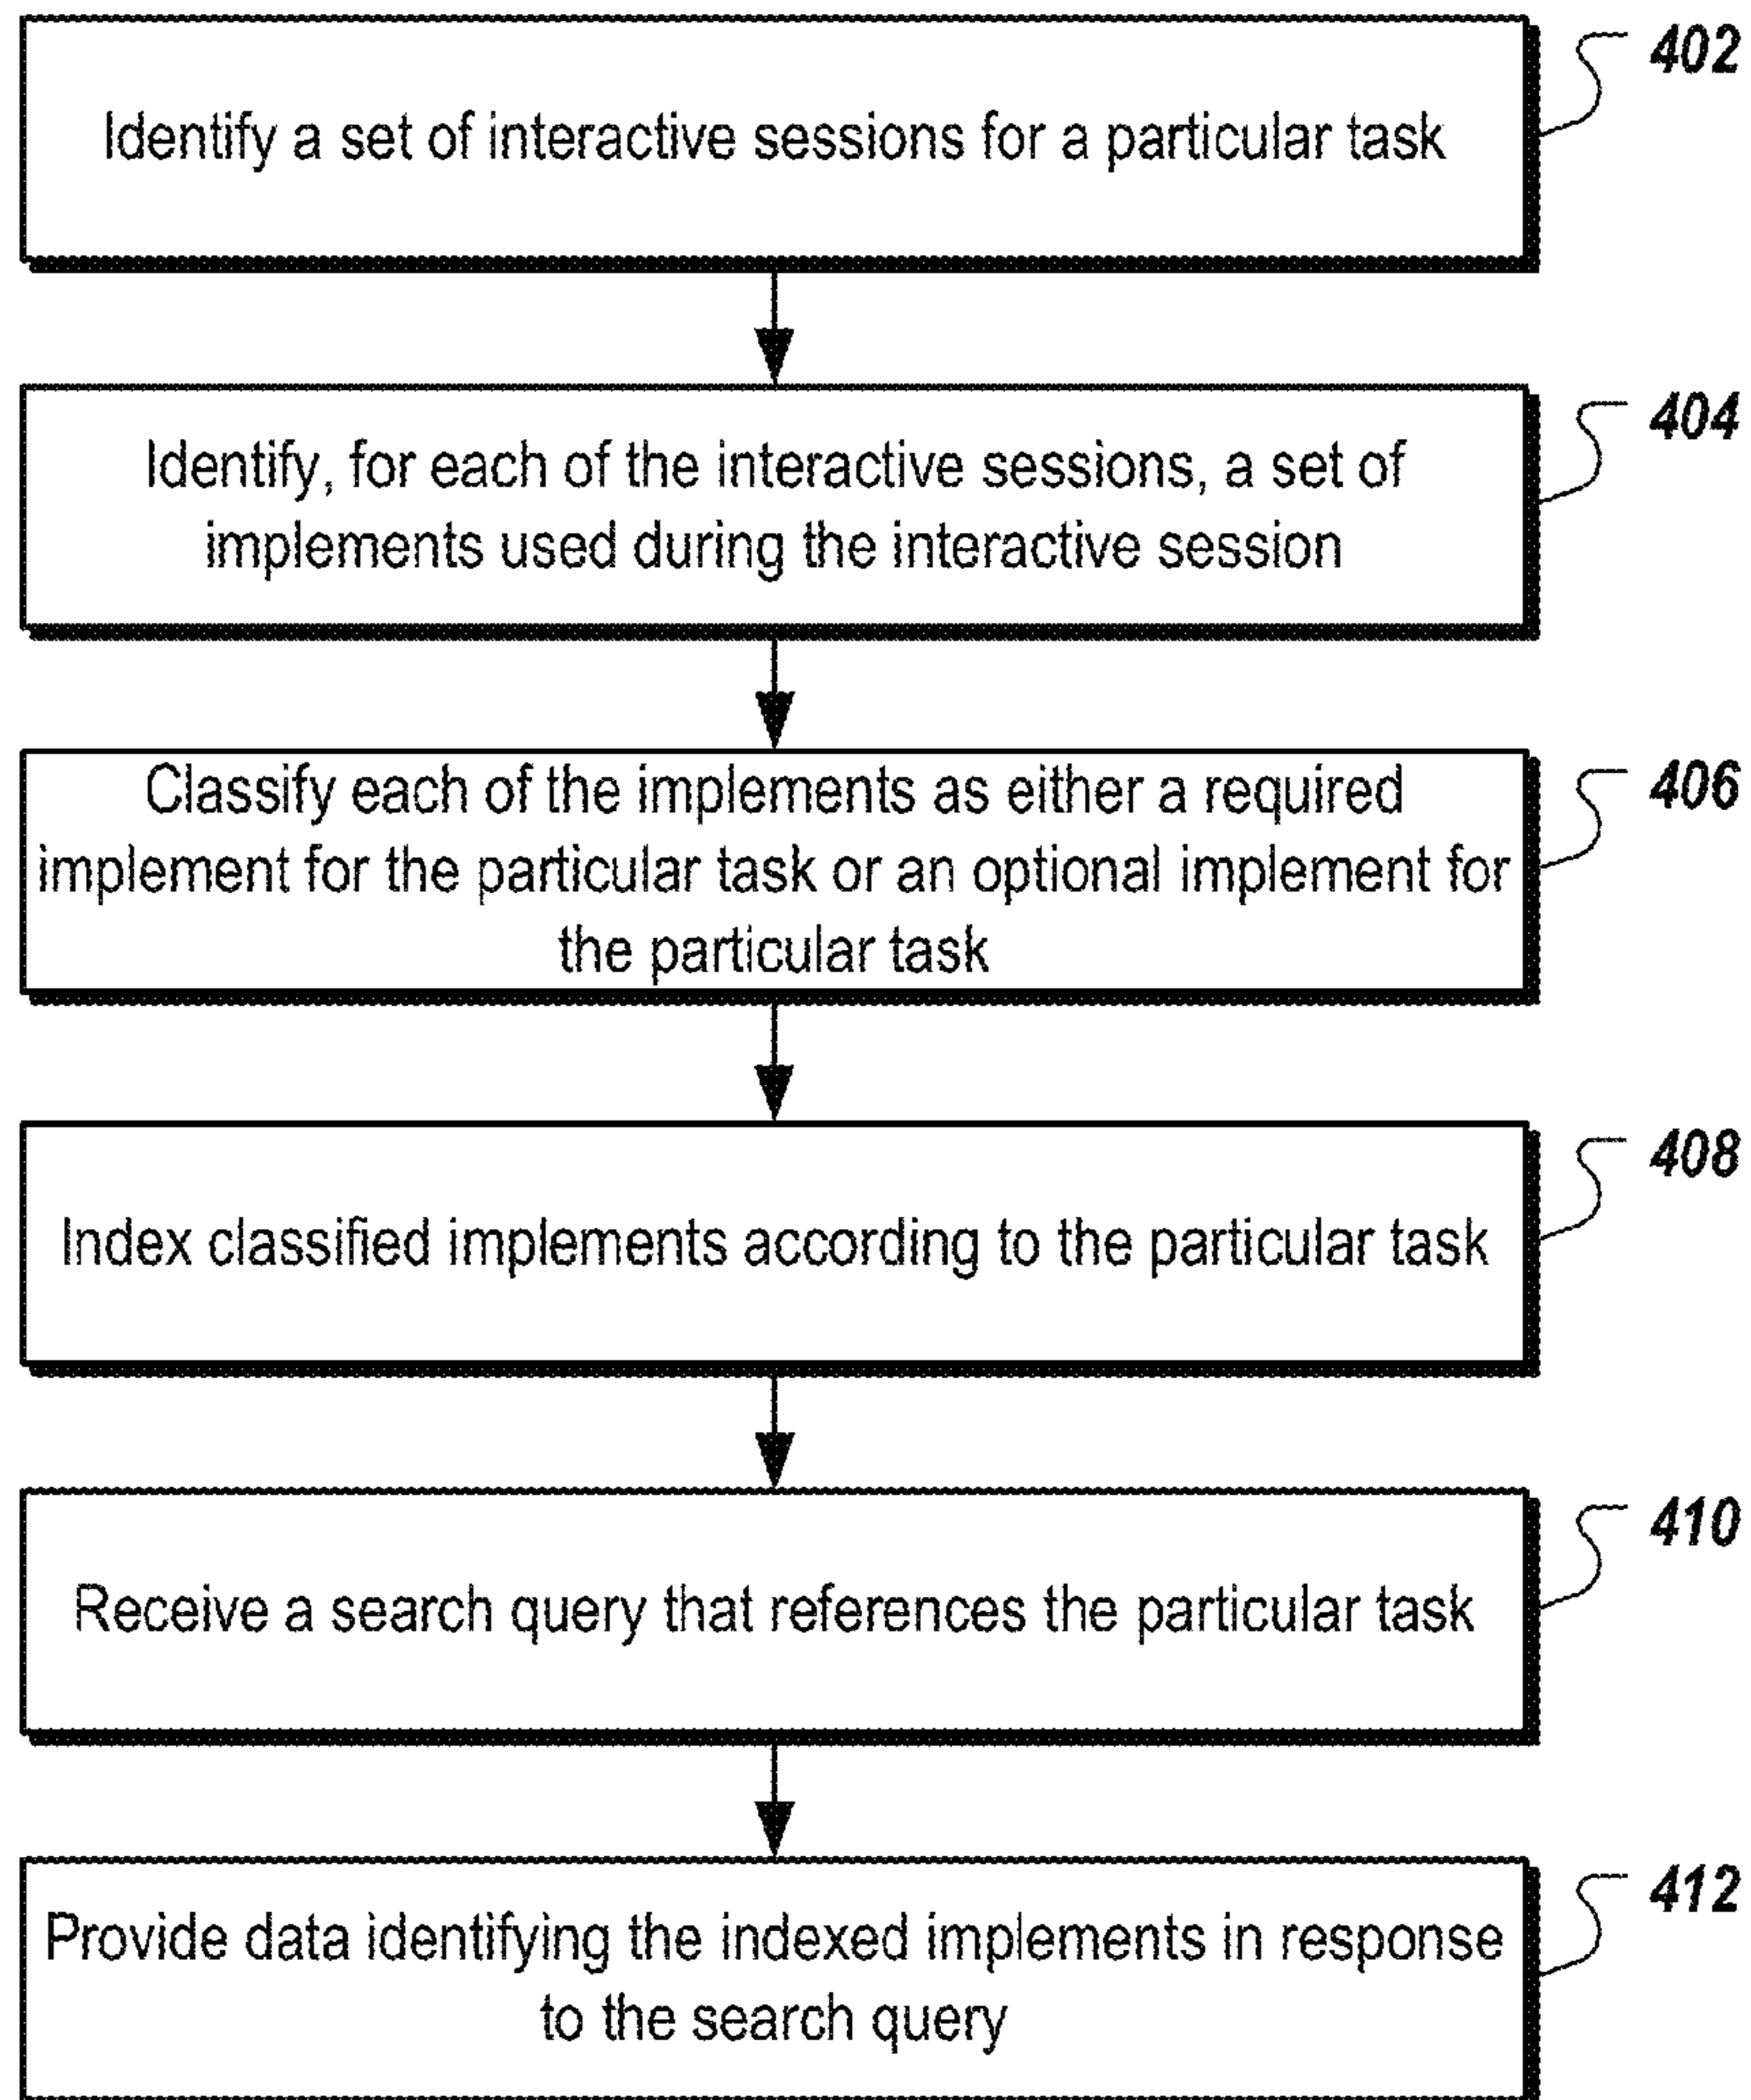 402
Identify a set of interactive sessions for a particular task
404
Identify, for each of the interactive sessions, a set of
implements used during the interactive session
406
Classify each of the implements as either a required
implement for the particular task or an optional implement for
the particular task
408
Index classified implements according to the particular task
410
Receive a search query that references the particular task
412
Provide data identifying the indexed implements in response
to the search query